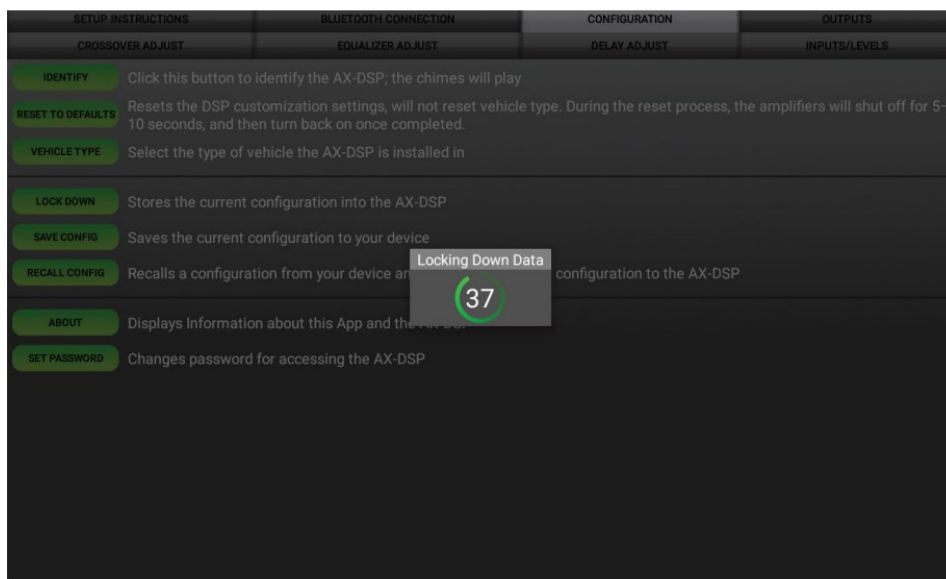 SETUP INSTRUCTIONS BLUETOOTH CONNECTION CONFIGURATION OUTPUTS
CROSSOVER ADJUST EQUALIZER ADJUST DELAY ADJUST INPUTS/LEVELS
IDENTIFY Click this button to identify the AX-DSP; the chimes will play
RESET TO DEFAULTS Resets the DSP customization settings, will not reset vehicle type. During the reset process, the amplifiers will shut off for 5-
10 seconds, and then turn back on once completed.
VEHICLE TYPE Select the type of vehicle the AX-DSP is installed in
LOCK DOWN Stores the current configuration into the AX-DSP
SAVE CONFIG Saves the current configuration to your device
Locking Down Data
RECALL CONFIG Recalls a configuration from your device configuration to the AX-DSP
37
ABOUT Displays Information about this App and the
SET PASSWORD Changes password for accessing the AX-DSP